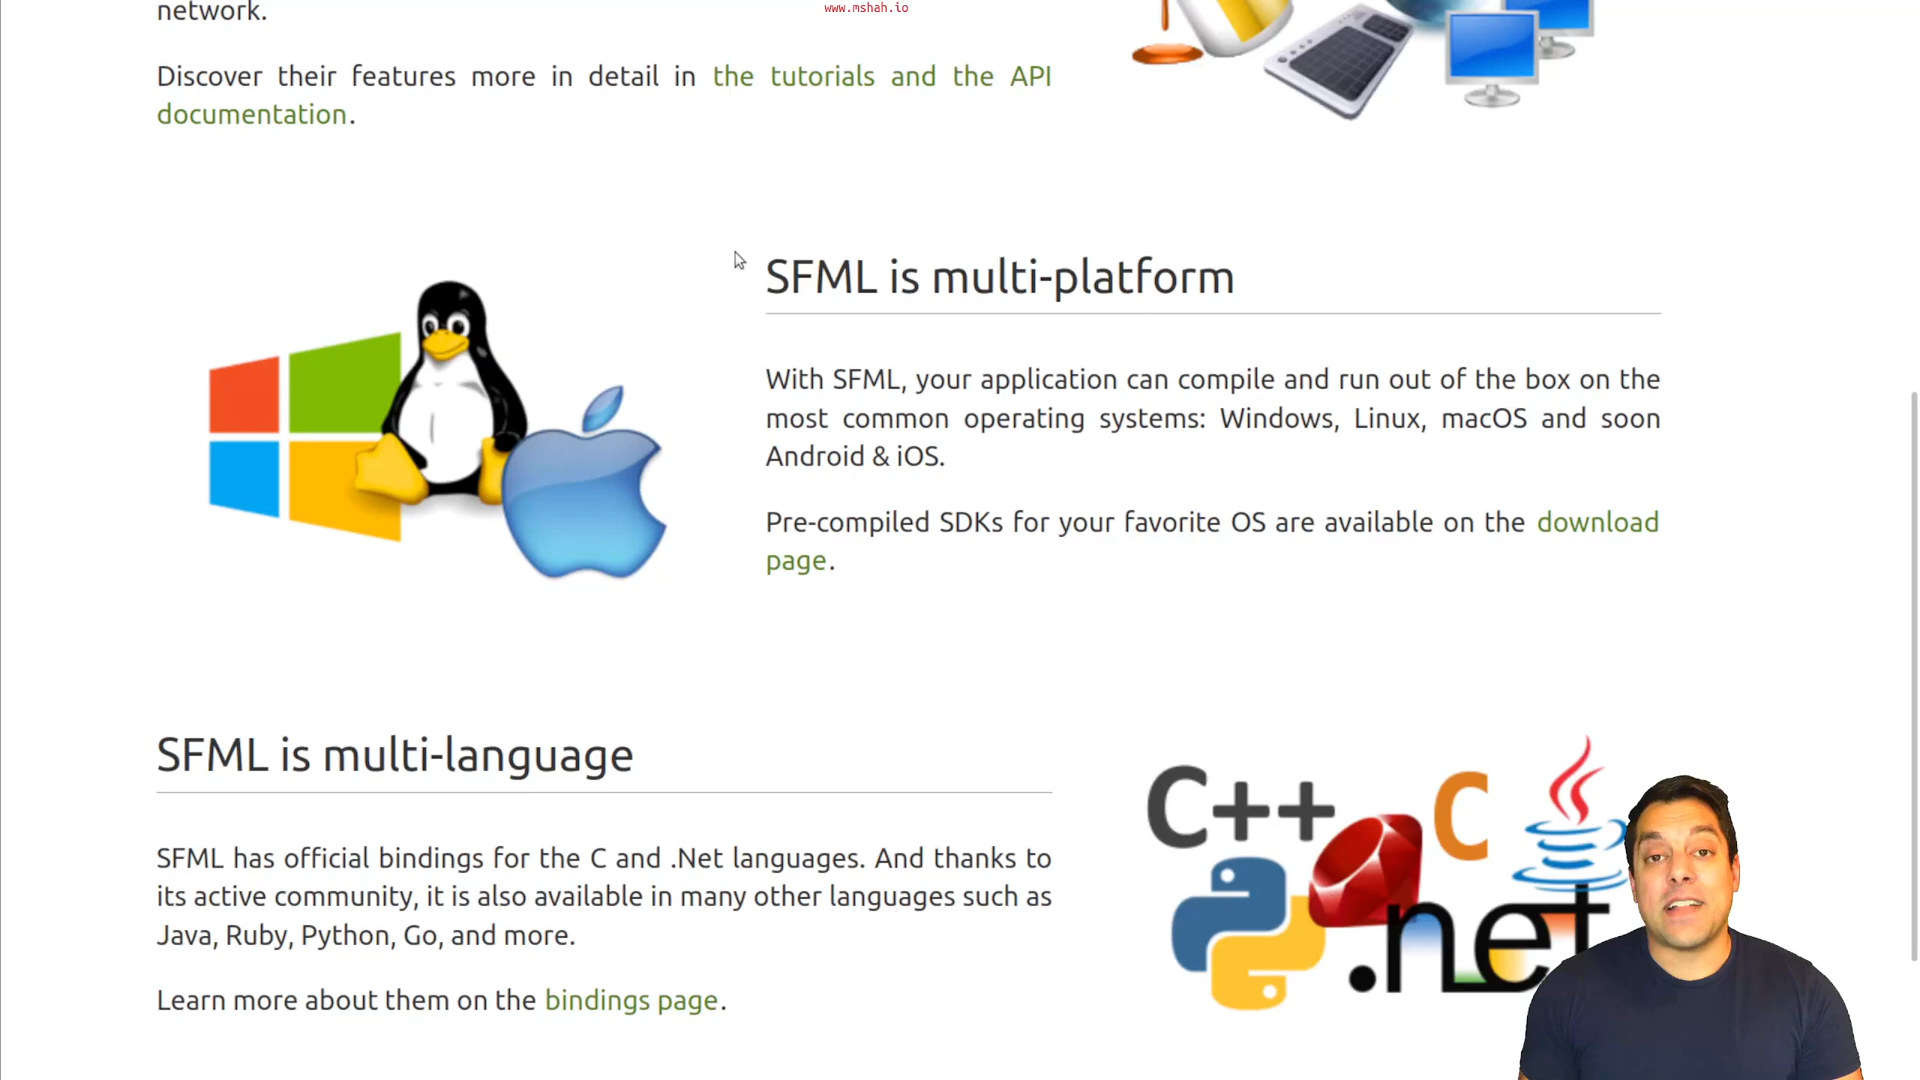 www.mshah.io
network.
Discover their features more in detail in the tutorials and the API
documentation.
SFML is multi-platform
With SFML, your application can compile and run out of the box on the
most common operating systems: Windows, Linux, macOS and soon
Android & iOS.
Pre-compiled SDKs for your favorite OS are available on the download
page.
SFML is multi-language
SFML has official bindings for the C and .Net languages. And thanks to
its active community, it is also available in many other languages such as
Java, Ruby, Python, Go, and more.
Learn more about them on the bindings page.
C++
C
.net